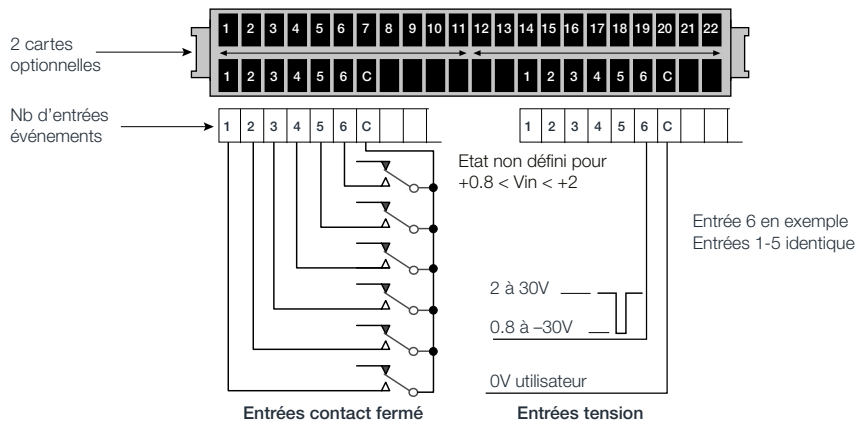 1 2 3 4 5 6 7 8 9 10 11 12 13 14 15 16 17 18 19 20 21 22
2 cartes
optionnelles
1 2 3 4 5 6 C 1 2 3 4 5 6 C
Nb d'entrées
événements
1 2 3 4 5 6 C 1 2 3 4 5 6 C
Etat non défini pour
+0.8 < Vin < +2
Entrée 6 en exemple
Entrées 1-5 identique
2 à 30V
0.8 à –30V
0V utilisateur
Entrées contact fermé
Entrées tension